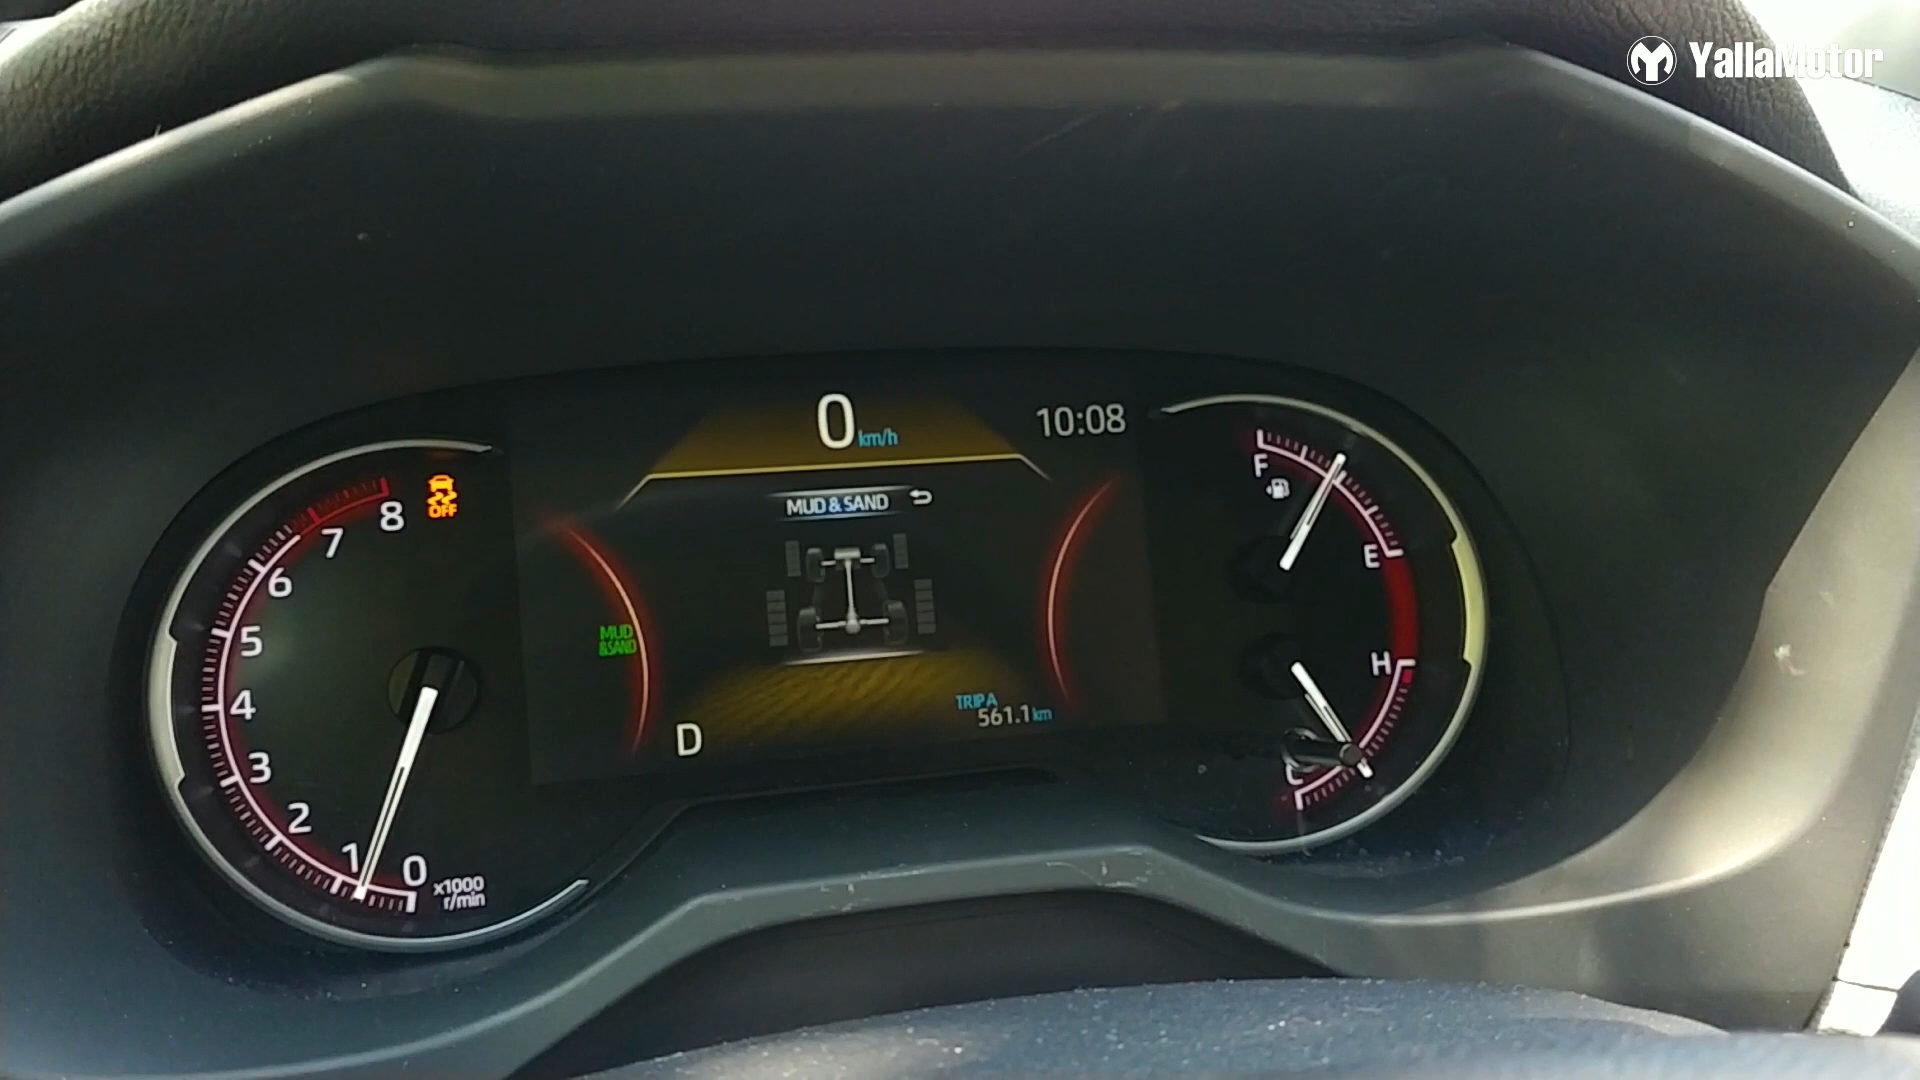 YallaMotor
0 km/h
10:08
MUD & SAND
8
OFF
7
6
5
4
3
2
1
0
x1000
r/min
MUD
&SAND
D
TRIP A
561.1 km
F
E
H
C